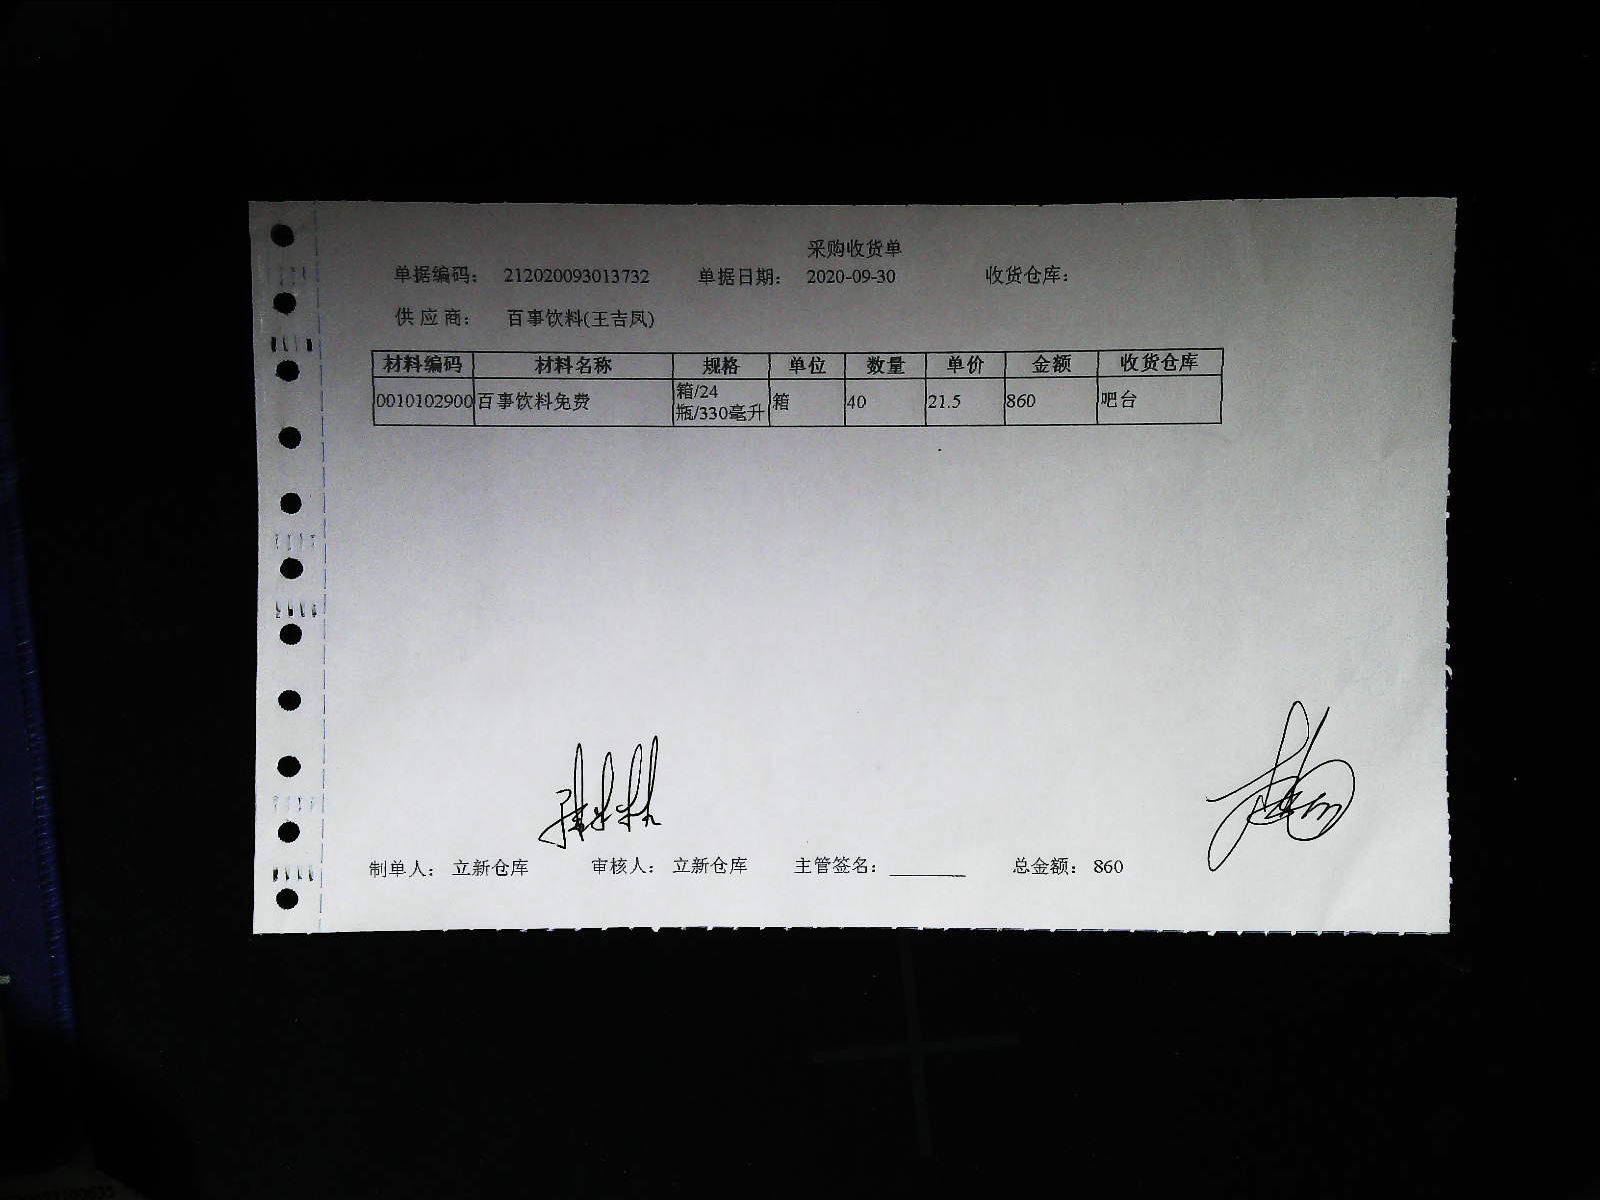 采购收货单
单据编码： 212020093013732 单据日期： 2020-09-30 收货仓库：
供应商： 百事饮料(王吉凤)
材料编码 材料名称 规格 单位 数量 单价 金额 收货仓库
0010102900 百事饮料免费 箱/24瓶/330毫升 箱 40 21.5 860 吧台
制单人： 立新仓库 审核人： 立新仓库 主管签名： 总金额： 860